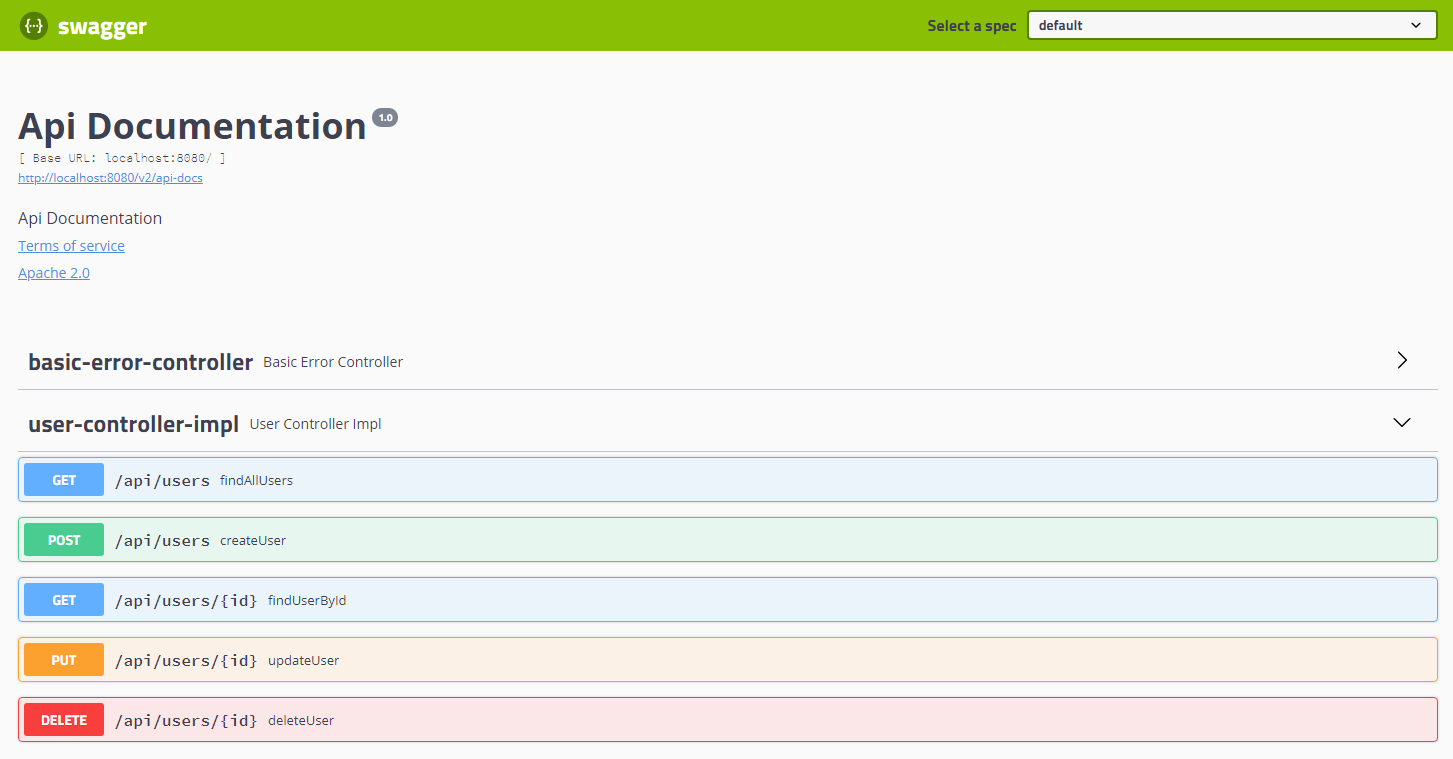 swagger Select a spec default
Api Documentation 1.0
[ Base URL: localhost:8080/ ]
http://localhost:8080/v2/api-docs
Api Documentation
Terms of service
Apache 2.0
basic-error-controller Basic Error Controller
user-controller-impl User Controller Impl
GET /api/users findAllUsers
POST /api/users createUser
GET /api/users/{id} findUserById
PUT /api/users/{id} updateUser
DELETE /api/users/{id} deleteUser